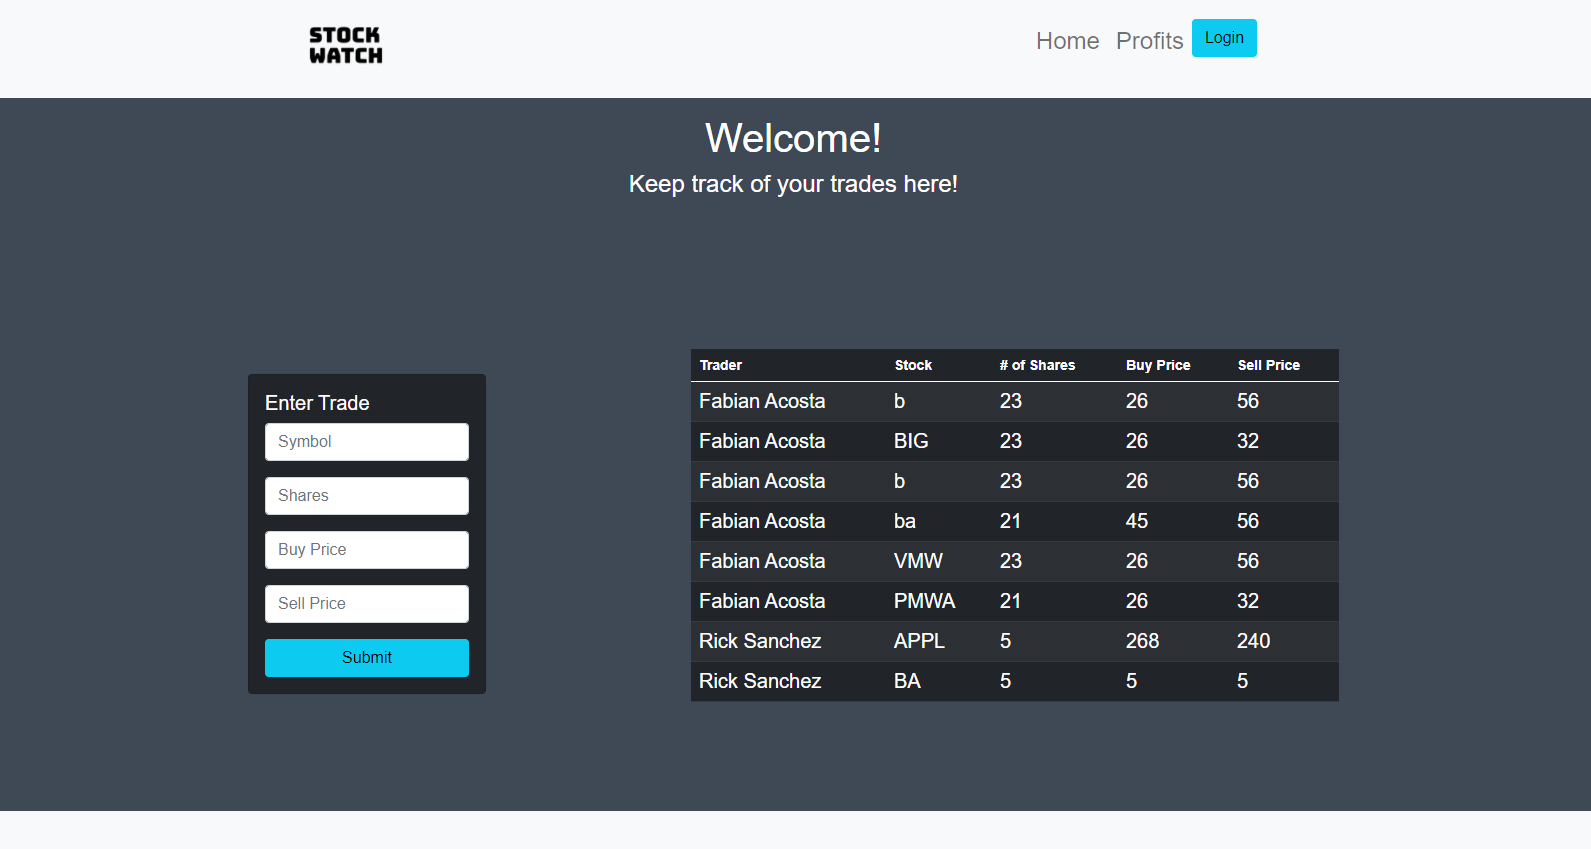 STOCK
WATCH
Home Profits Login
Welcome!
Keep track of your trades here!
Enter Trade
Symbol
Shares
Buy Price
Sell Price
Submit
Trader Stock # of Shares Buy Price Sell Price
Fabian Acosta b 23 26 56
Fabian Acosta BIG 23 26 32
Fabian Acosta b 23 26 56
Fabian Acosta ba 21 45 56
Fabian Acosta VMW 23 26 56
Fabian Acosta PMWA 21 26 32
Rick Sanchez APPL 5 268 240
Rick Sanchez BA 5 5 5